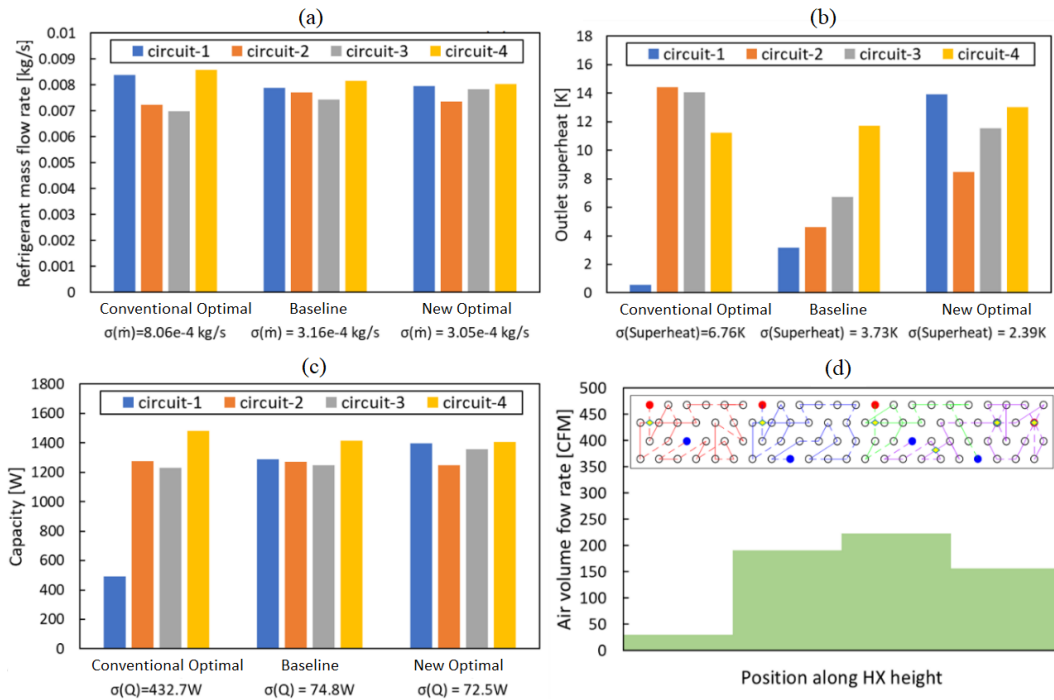 (a)
Refrigerant mass flow rate [kg/s]
0.01
0.009
0.008
0.007
0.006
0.005
0.004
0.003
0.002
0.001
0
circuit-1 circuit-2 circuit-3 circuit-4
Conventional Optimal Baseline New Optimal
σ(ṁ)=8.06e-4 kg/s σ(ṁ) = 3.16e-4 kg/s σ(ṁ) = 3.05e-4 kg/s
(b)
Outlet superheat [K]
18
16
14
12
10
8
6
4
2
0
circuit-1 circuit-2 circuit-3 circuit-4
Conventional Optimal Baseline New Optimal
σ(Superheat)=6.76K σ(Superheat) = 3.73K σ(Superheat) = 2.39K
(c)
Capacity [W]
1800
1600
1400
1200
1000
800
600
400
200
0
circuit-1 circuit-2 circuit-3 circuit-4
Conventional Optimal Baseline New Optimal
σ(Q)=432.7W σ(Q) = 74.8W σ(Q) = 72.5W
(d)
Air volume fow rate [CFM]
500
450
400
350
300
250
200
150
100
50
0
Position along HX height